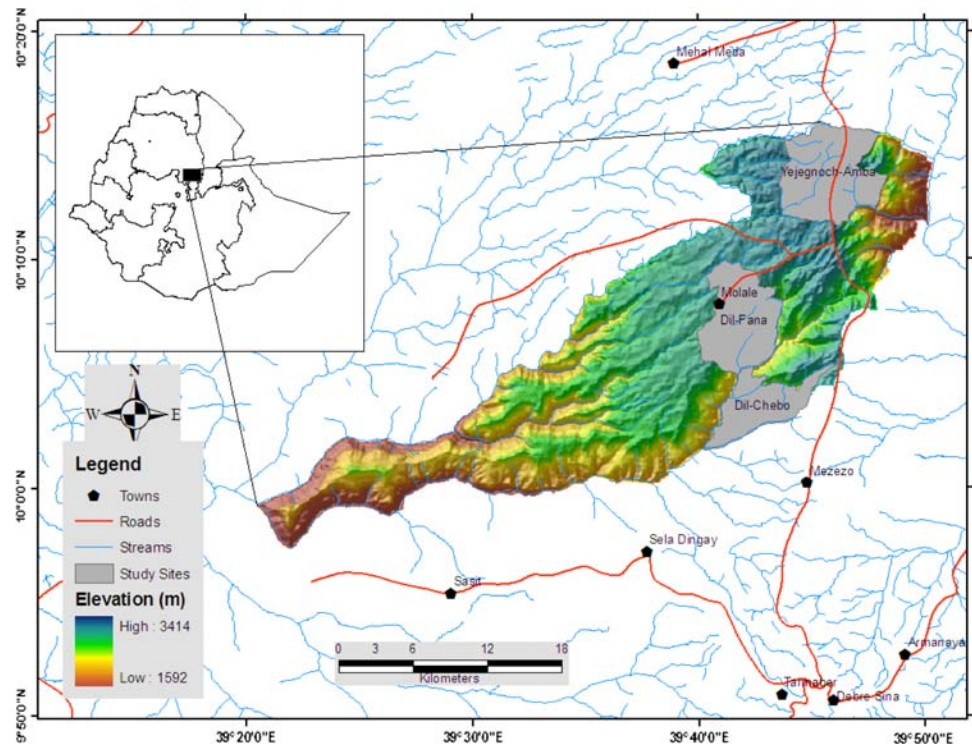 10°20'0"N
10°10'0"N
10°0'0"N
9°50'0"N
Mehal Meda
Yejegnoch-Amba
Molale
Dil-Fana
Dil-Chebo
Mezezo
Sela Dingay
Sasit
Armaneya
Tarmaber
Debre Sina
N
W E
S
Legend
Towns
Roads
Streams
Study Sites
Elevation (m)
High : 3414
Low : 1592
0 3 6 12 18
Kilometers
39°20'0"E 39°30'0"E 39°40'0"E 39°50'0"E